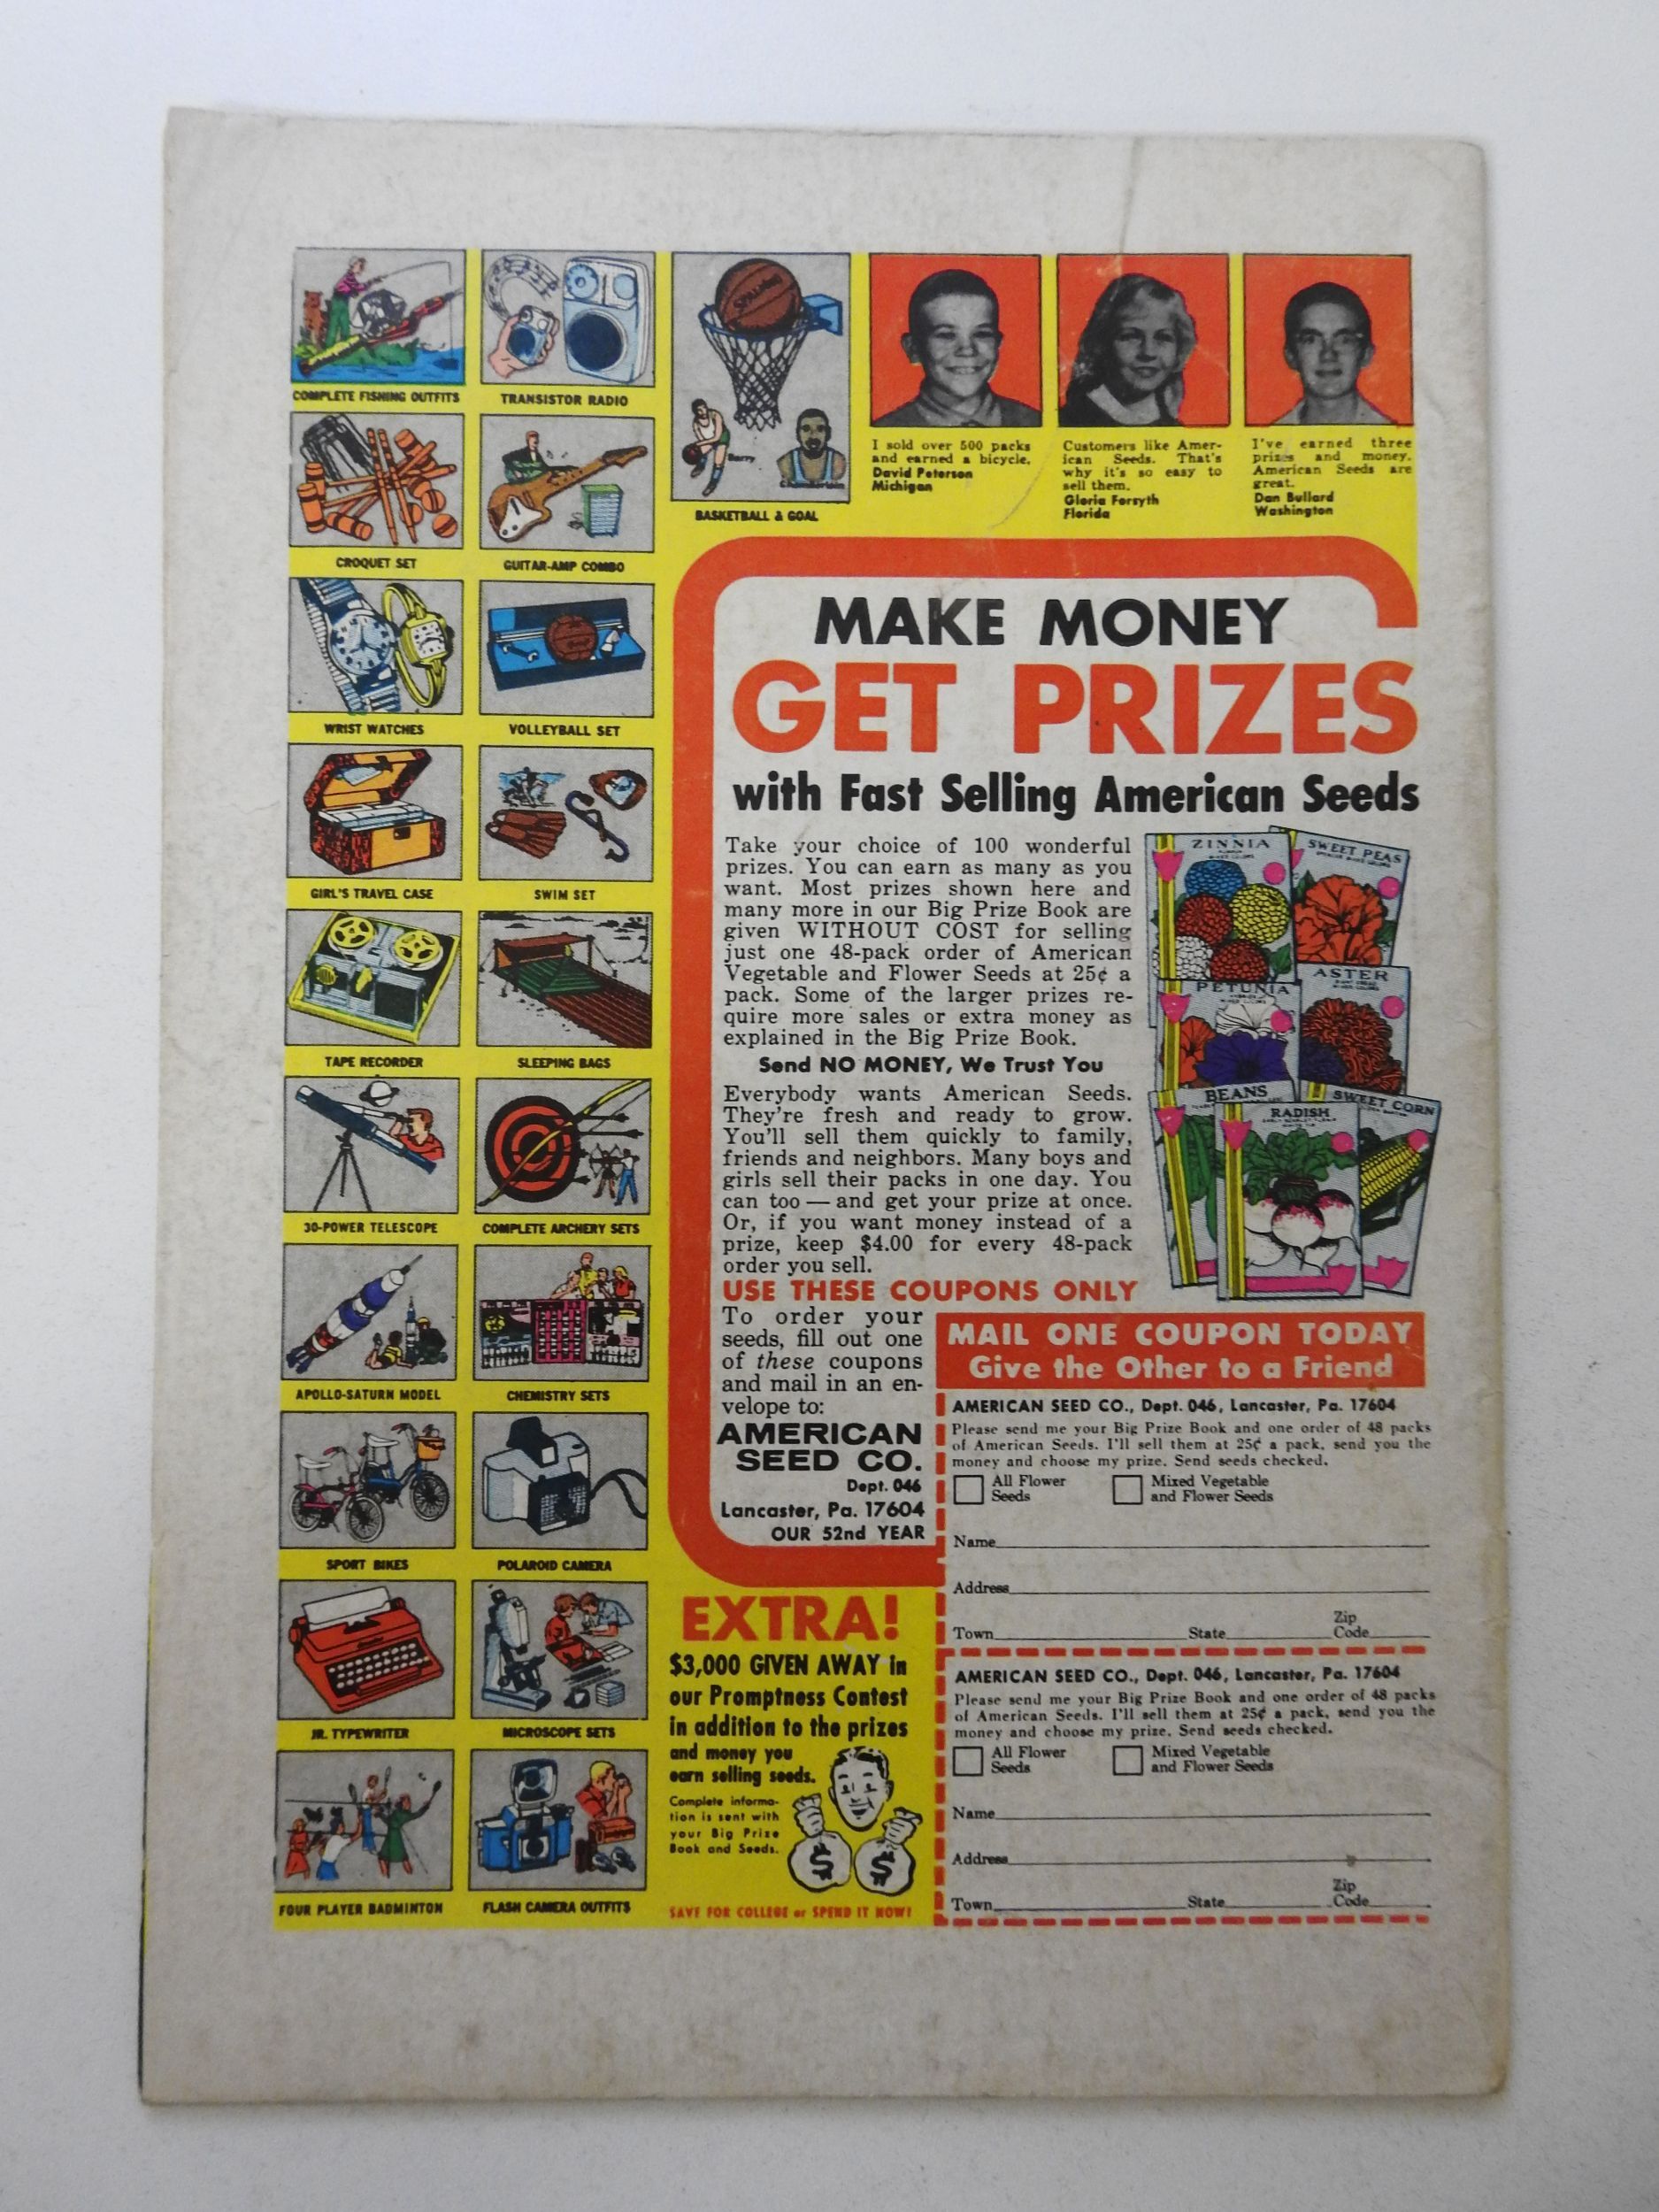 COMPLETE FISHING OUTFITS
TRANSISTOR RADIO
CROQUET SET
GUITAR-AMP COMBO
WRIST WATCHES
VOLLEYBALL SET
GIRL'S TRAVEL CASE
SWIM SET
TAPE RECORDER
SLEEPING BAGS
30-POWER TELESCOPE
COMPLETE ARCHERY SETS
APOLLO-SATURN MODEL
CHEMISTRY SETS
SPORT BIKES
POLAROID CAMERA
JR. TYPEWRITER
MICROSCOPE SETS
FOUR PLAYER BADMINTON
FLASH CAMERA OUTFITS
SPALDING
Barry
Chamberlain
BASKETBALL & GOAL
I sold over 500 packs
and earned a bicycle.
David Peterson
Michigan
Customers like Amer-
ican Seeds. That's
why it's so easy to
sell them.
Gloria Forsyth
Florida
I've earned three
prizes and money.
American Seeds are
great.
Dan Bullard
Washington
MAKE MONEY
GET PRIZES
with Fast Selling American Seeds
Take your choice of 100 wonderful
prizes. You can earn as many as you
want. Most prizes shown here and
many more in our Big Prize Book are
given WITHOUT COST for selling
just one 48-pack order of American
Vegetable and Flower Seeds at 25¢ a
pack. Some of the larger prizes re-
quire more sales or extra money as
explained in the Big Prize Book.
Send NO MONEY, We Trust You
Everybody wants American Seeds.
They're fresh and ready to grow.
You'll sell them quickly to family,
friends and neighbors. Many boys and
girls sell their packs in one day. You
can too — and get your prize at once.
Or, if you want money instead of a
prize, keep $4.00 for every 48-pack
order you sell.
ZINNIA
SWEET PEAS
PETUNIA
ASTER
BEANS
RADISH
SWEET CORN
USE THESE COUPONS ONLY
To order your
seeds, fill out one
of these coupons
and mail in an en-
velope to:
AMERICAN
SEED CO.
Dept. 046
Lancaster, Pa. 17604
OUR 52nd YEAR
EXTRA!
$3,000 GIVEN AWAY in
our Promptness Contest
in addition to the prizes
and money you
earn selling seeds.
Complete informa-
tion is sent with
your Big Prize
Book and Seeds.
$ $
SAVE FOR COLLEGE or SPEND IT NOW!
MAIL ONE COUPON TODAY
Give the Other to a Friend
AMERICAN SEED CO., Dept. 046, Lancaster, Pa. 17604
Please send me your Big Prize Book and one order of 48 packs
of American Seeds. I'll sell them at 25¢ a pack, send you the
money and choose my prize. Send seeds checked.
All Flower
Seeds
Mixed Vegetable
and Flower Seeds
Name
Address
Town State Zip Code
AMERICAN SEED CO., Dept. 046, Lancaster, Pa. 17604
Please send me your Big Prize Book and one order of 48 packs
of American Seeds. I'll sell them at 25¢ a pack, send you the
money and choose my prize. Send seeds checked.
All Flower
Seeds
Mixed Vegetable
and Flower Seeds
Name
Address
Town State Zip Code